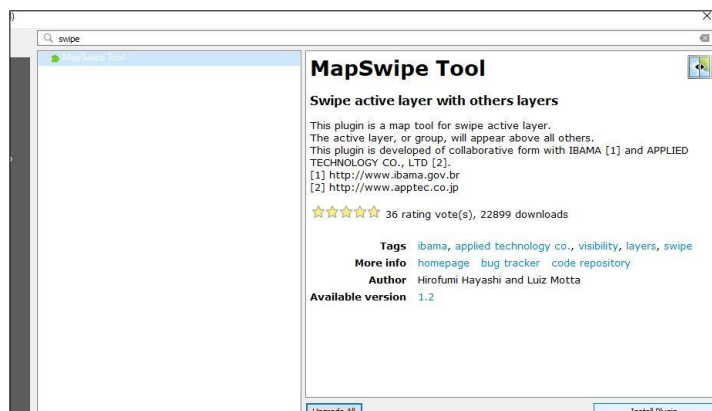 swipe
MapSwipe Tool
MapSwipe Tool
Swipe active layer with others layers
This plugin is a map tool for swipe active layer.
The active layer, or group, will appear above all others.
This plugin is developed of collaborative form with IBAMA [1] and APPLIED
TECHNOLOGY CO., LTD [2].
[1] http://www.ibama.gov.br
[2] http://www.apptec.co.jp
36 rating vote(s), 22899 downloads
Tags ibama, applied technology co., visibility, layers, swipe
More info homepage bug tracker code repository
Author Hirofumi Hayashi and Luiz Motta
Available version 1.2
Upgrade All
Install Plugin